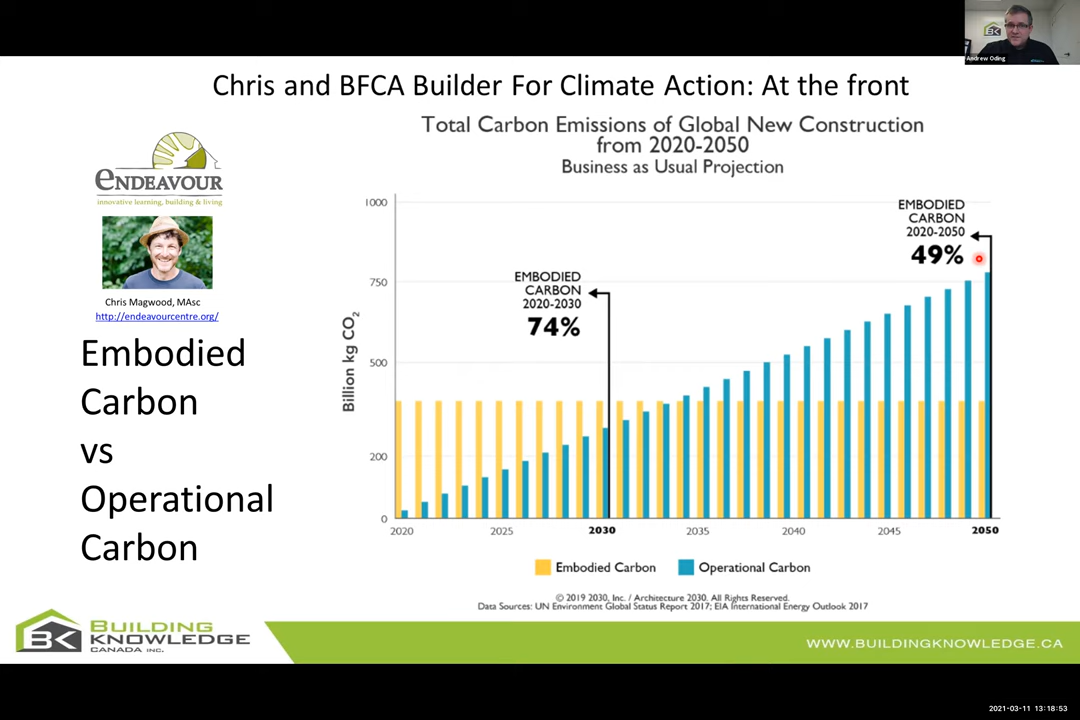 Andrew Oding
Chris and BFCA Builder For Climate Action: At the front
ENDEAVOUR
innovative learning, building & living
Chris Magwood, MAsc
http://endeavourcentre.org/
Embodied
Carbon
vs
Operational
Carbon
Total Carbon Emissions of Global New Construction
from 2020-2050
Business as Usual Projection
Billion kg CO2
1000
750
500
200
0
EMBODIED
CARBON
2020-2030
74%
EMBODIED
CARBON
2020-2050
49%
2020
2025
2030
2035
2040
2045
2050
Embodied Carbon
Operational Carbon
© 2019 2030, Inc. / Architecture 2030. All Rights Reserved.
Data Sources: UN Environment Global Status Report 2017; EIA International Energy Outlook 2017
BK
BUILDING
KNOWLEDGE
CANADA INC.
WWW.BUILDINGKNOWLEDGE.CA
2021-03-11 13:18:53